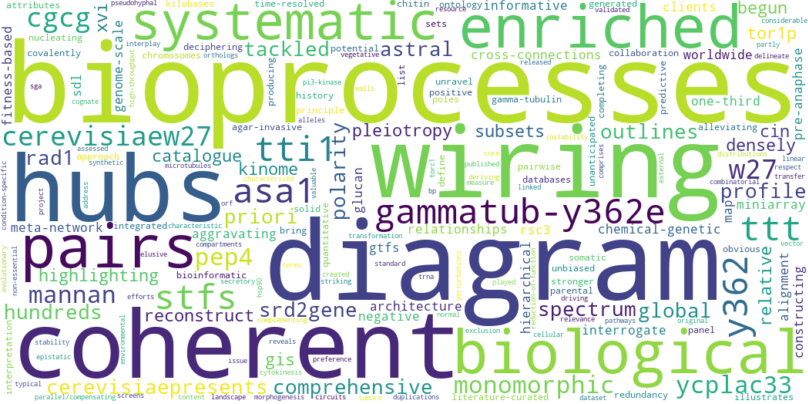 attributes
pseudohyphal
kilobases
time-resolved
chitin
ontology
informative
generated
clients
begun
cgcg
xvi
systematic
enriched
nucleating
deciphering
potential
sets
research
validated
considerable
covalently
chromosomes
orthologs
interplay
vegetative
tackled
astral
cross-connections
worldwide
tor1p
partly
delineate
fitness-based
sdl
genome-scale
high-throughput
bioprocesses
pi3-kinase
list
unravel
released
collaboration
predictive
sga
producing
history
positive
gamma-tubulin
completing
one-third
pre-anaphase
cognate
walls
principle
poles
unanticipated
alleviating
cerevisiaew27
agar-invasive
alleles
pleiotropy
subsets
outlines
cin
densely
rad1
catalogue
assessed
approach
synthetic
microtubules
tti1
polarity
wiring
core
published
deriving
measure
pairwise
databases
linked
external
w27
distributions
linear
respect
transfer
combinatorial
condition-specific
kinome
characterized
valuable
orf
glucan
instability
torc1
define
bp
comprises
map
profile
miniarray
project
address
hubs
asa1
gammatub-y362e
meta-network
integrated
characteristic
priori
solid
quantitative
relationships
rsc3
chemical-genetic
ttt
evolutionary
non-essential
pairs
elusive
compartments
aggravating
bring
pep4
gtfs
somatic
obvious
unbiased
stronger
parental
vector
highlighting
bioinformatic
transformation
diagram
hierarchical
driving
relevance
y362
relative
alignment
constructing
secretory
created
striking
standard
trna
played
pathways
original
mannan
stfs
hsp90
hundreds
efforts
reconstruct
srd2gene
architecture
spectrum
global
panel
interpretation
stability
epistatic
environmental
coherent
complementing
issue
reveals
gis
negative
normal
exclusion
cellular
interrogate
biological
typical
preference
cytokinesis
literature-curated
dataset
redundancy
illustrates
cerevisiaepresents
comprehensive
monomorphic
ycplac33
parallel/compensating
screens
content
landscape
morphogenesis
circuits
tumors
duplications